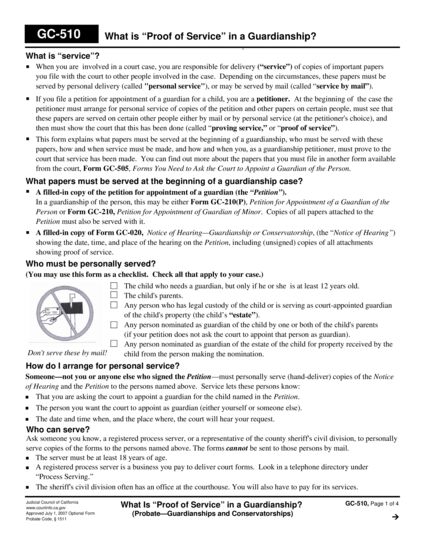 GC-510
What is “Proof of Service” in a Guardianship?
What is “service”?
■ When you are involved in a court case, you are responsible for delivery (“service”) of copies of important papers
you file with the court to other people involved in the case. Depending on the circumstances, these papers must be
served by personal delivery (called "personal service"), or may be served by mail (called “service by mail”).
■ If you file a petition for appointment of a guardian for a child, you are a petitioner. At the beginning of the case the
petitioner must arrange for personal service of copies of the petition and other papers on certain people, must see that
these papers are served on certain other people either by mail or by personal service (at the petitioner's choice), and
then must show the court that this has been done (called “proving service,” or “proof of service”).
■ This form explains what papers must be served at the beginning of a guardianship, who must be served with these
papers, how and when service must be made, and how and when you, as a guardianship petitioner, must prove to the
court that service has been made. You can find out more about the papers that you must file in another form available
from the court, Form GC-505, Forms You Need to Ask the Court to Appoint a Guardian of the Person.
What papers must be served at the beginning of a guardianship case?
■ A filled-in copy of the petition for appointment of a guardian (the “Petition”).
In a guardianship of the person, this may be either Form GC-210(P), Petition for Appointment of a Guardian of the
Person or Form GC-210, Petition for Appointment of Guardian of Minor. Copies of all papers attached to the
Petition must also be served with it.
■ A filled-in copy of Form GC-020, Notice of Hearing—Guardianship or Conservatorship, (the “Notice of Hearing”)
showing the date, time, and place of the hearing on the Petition, including (unsigned) copies of all attachments
showing proof of service.
Who must be personally served?
(You may use this form as a checklist. Check all that apply to your case.)
☐ The child who needs a guardian, but only if he or she is at least 12 years old.
☐ The child's parents.
☐ Any person who has legal custody of the child or is serving as court-appointed guardian
of the child's property (the child’s “estate”).
☐ Any person nominated as guardian of the child by one or both of the child's parents
(if your petition does not ask the court to appoint that person as guardian).
☐ Any person nominated as guardian of the estate of the child for property received by the
child from the person making the nomination.
Don't serve these by mail!
How do I arrange for personal service?
Someone—not you or anyone else who signed the Petition—must personally serve (hand-deliver) copies of the Notice
of Hearing and the Petition to the persons named above. Service lets these persons know:
■ That you are asking the court to appoint a guardian for the child named in the Petition.
■ The person you want the court to appoint as guardian (either yourself or someone else).
■ The date and time when, and the place where, the court will hear your request.
Who can serve?
Ask someone you know, a registered process server, or a representative of the county sheriff's civil division, to personally
serve copies of the forms to the persons named above. The forms cannot be sent to those persons by mail.
■ The server must be at least 18 years of age.
■ A registered process server is a business you pay to deliver court forms. Look in a telephone directory under
“Process Serving.”
■ The sheriff's civil division often has an office at the courthouse. You will also have to pay for its services.
Judicial Council of California
www.courtinfo.ca.gov
Approved July 1, 2007 Optional Form
Probate Code, § 1511
What Is “Proof of Service” in a Guardianship?
(Probate—Guardianships and Conservatorships)
GC-510, Page 1 of 4
→